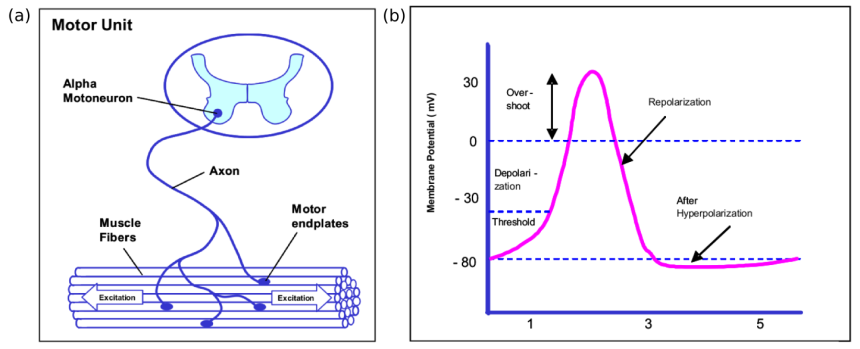 (a)
Motor Unit
Alpha
Motoneuron
Axon
Muscle
Fibers
Motor
endplates
Excitation
Excitation
(b)
Membrane Potential ( mV)
30
0
- 30
- 80
Over -
shoot
Repolarization
Depolari -
zation
Threshold
After
Hyperpolarization
1
3
5